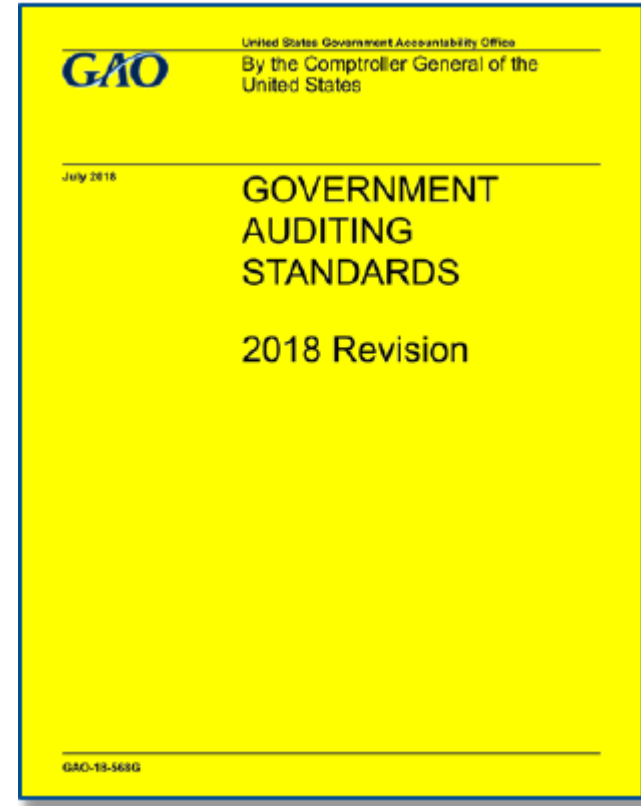 United States Government Accountability Office
GAO
By the Comptroller General of the
United States
July 2018
GOVERNMENT
AUDITING
STANDARDS
2018 Revision
GAO-18-568G